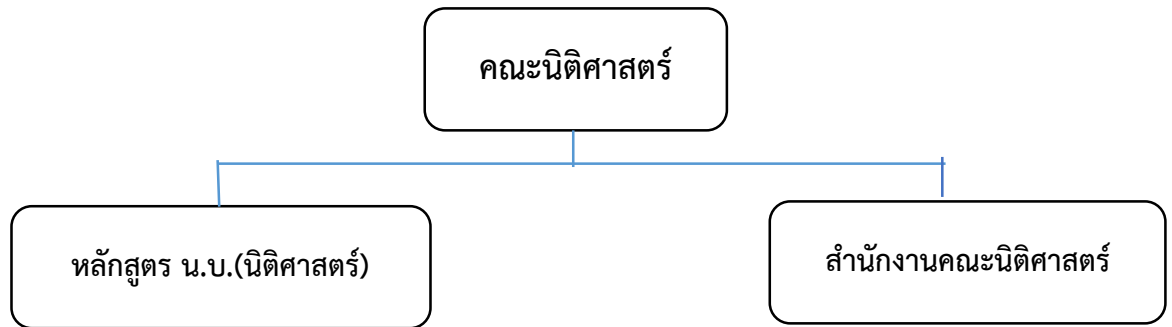 คณะนิติศาสตร์
หลักสูตร น.บ.(นิติศาสตร์)
สำนักงานคณะนิติศาสตร์